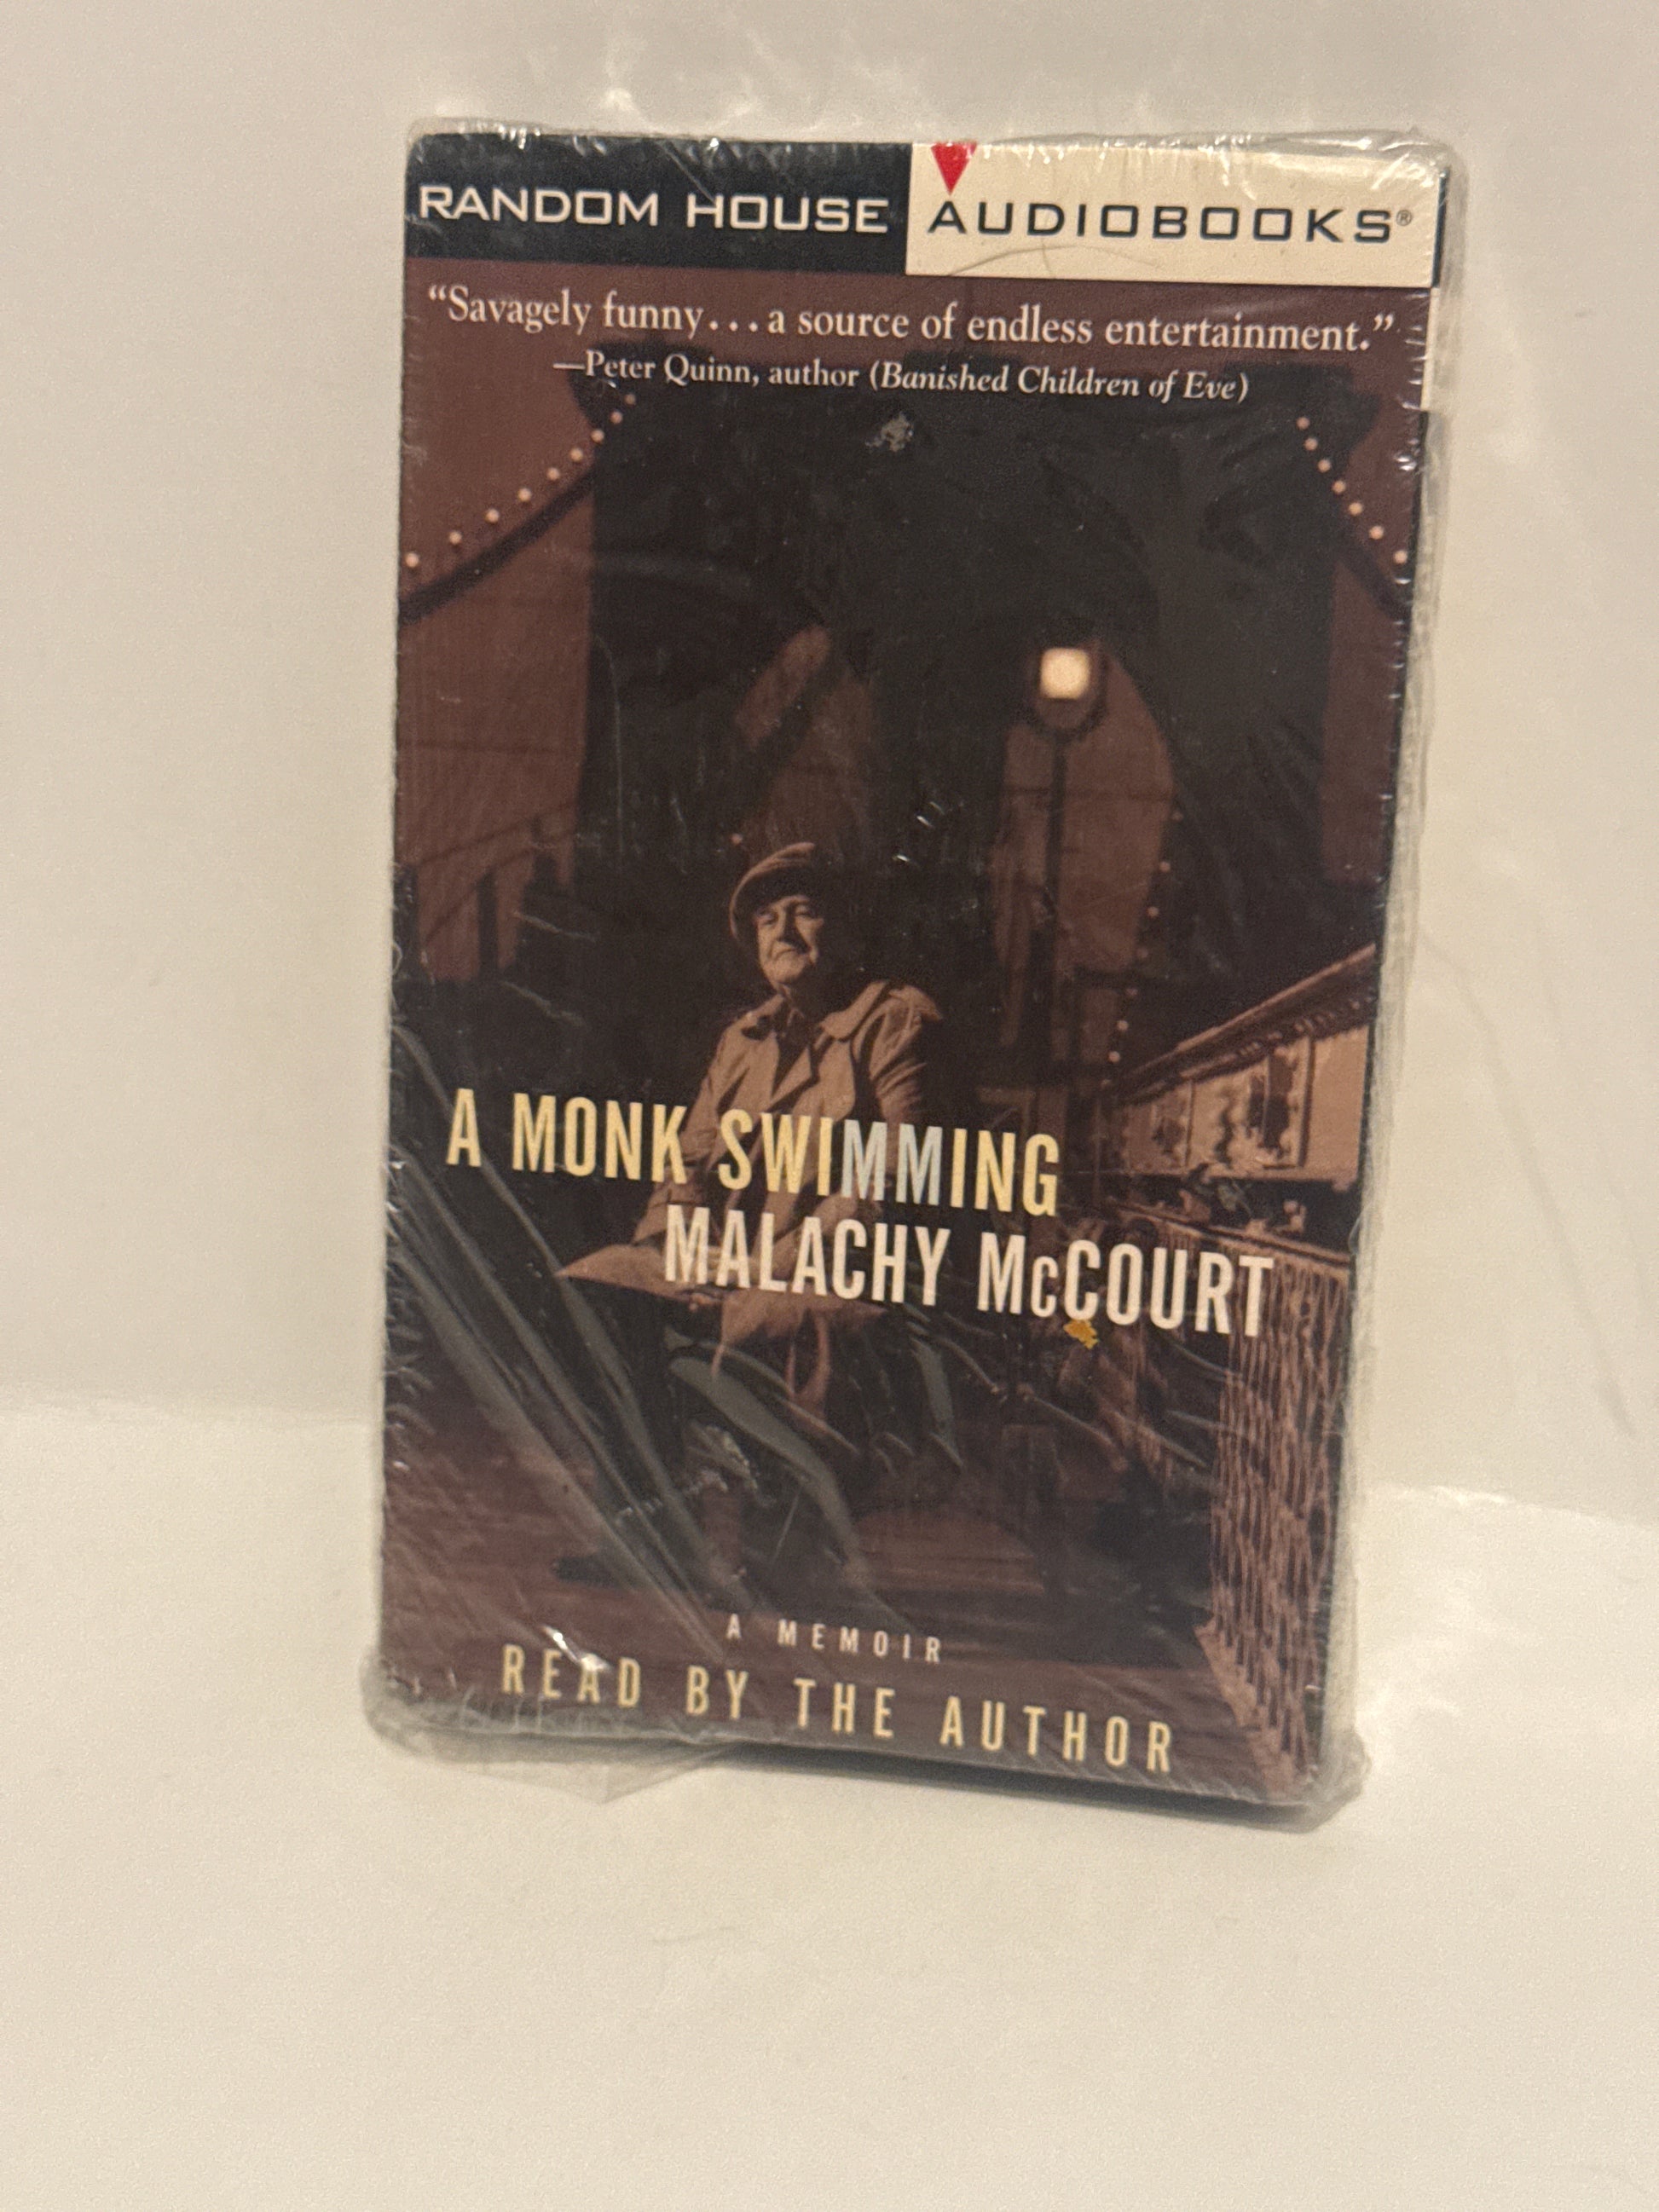 RANDOM HOUSE AUDIOBOOKS®
“Savagely funny...a source of endless entertainment.”
—Peter Quinn, author (Banished Children of Eve)
A MONK SWIMMING
MALACHY McCOURT
A MEMOIR
READ BY THE AUTHOR